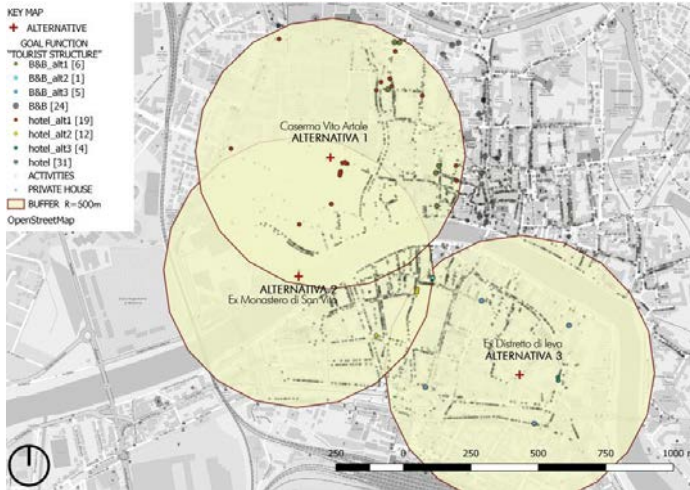 KEY MAP
ALTERNATIVE
GOAL FUNCTION
"TOURIST STRUCTURE"
B&B_alt1 [6]
B&B_alt2 [1]
B&B_alt3 [5]
B&B [24]
hotel_alt1 [19]
hotel_alt2 [12]
hotel_alt3 [4]
hotel [31]
ACTIVITIES
PRIVATE HOUSE
BUFFER R=500m
OpenStreetMap
Caserma Vito Artale
ALTERNATIVA 1
ALTERNATIVA 2
Ex Monastero di San Vito
Ex Distretto di leva
ALTERNATIVA 3
250 0 250 500 750 1000 m